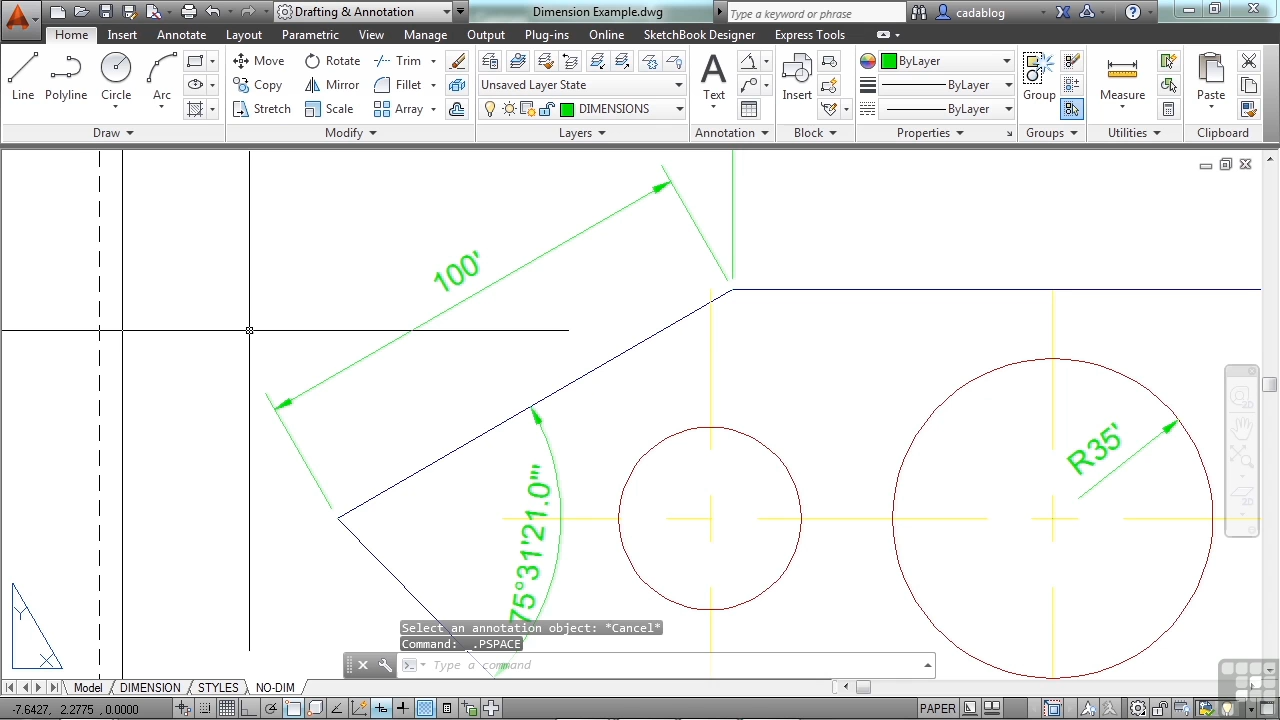 Drafting & Annotation
Dimension Example.dwg
Type a keyword or phrase
cadablog
Home Insert Annotate Layout Parametric View Manage Output Plug-ins Online SketchBook Designer Express Tools
Line Polyline Circle Arc
Move Rotate Trim
Copy Mirror Fillet
Stretch Scale Array
Unsaved Layer State
DIMENSIONS
Text
Insert
ByLayer
ByLayer
ByLayer
Group
Measure
Paste
Draw Modify Layers Annotation Block Properties Groups Utilities Clipboard
100'
R35'
75°31'21.0"'
Y
X
2D
2D
Select an annotation object: *Cancel*
Command: _.PSPACE
Type a command
Model DIMENSION STYLES NO-DIM
-7.6427, 2.2775, 0.0000
PAPER